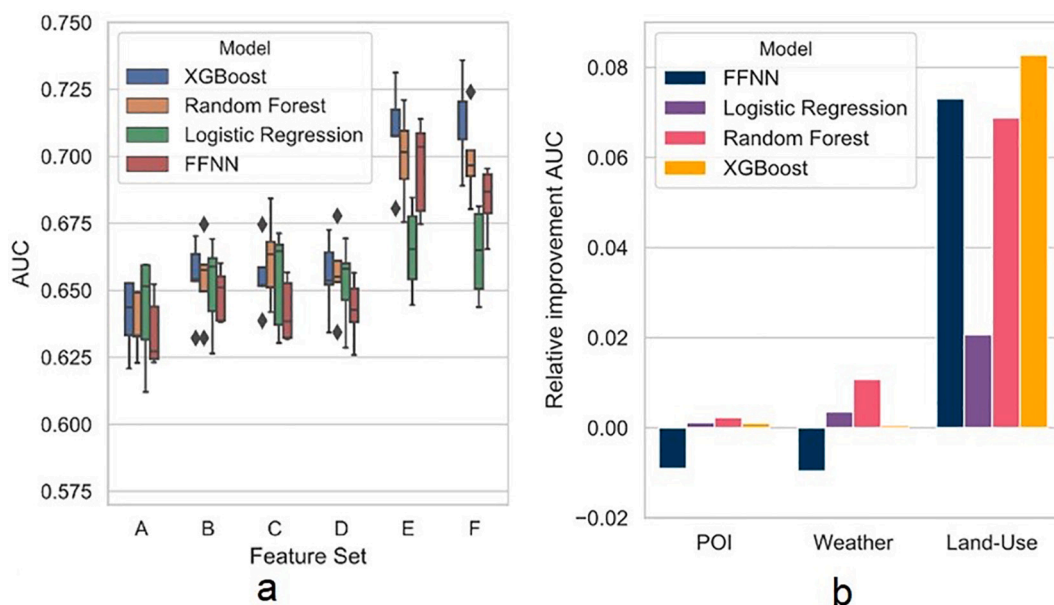 0.750
0.725
0.700
0.675
0.650
0.625
0.600
0.575
AUC
Model
XGBoost
Random Forest
Logistic Regression
FFNN
A B C D E F
Feature Set
a
0.08
0.06
0.04
0.02
0.00
−0.02
Relative improvement AUC
Model
FFNN
Logistic Regression
Random Forest
XGBoost
POI Weather Land-Use
b